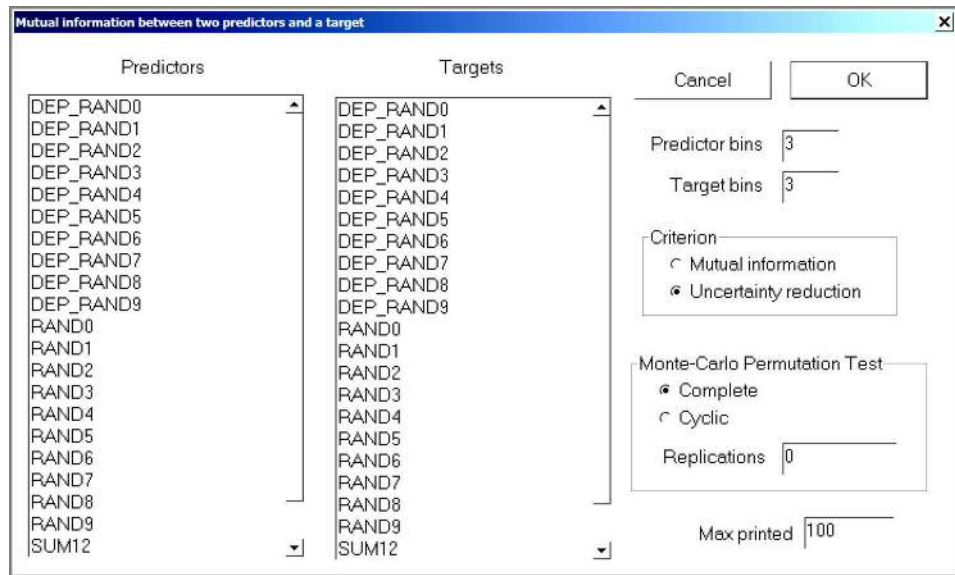 Mutual information between two predictors and a target
Predictors
DEP_RAND0
DEP_RAND1
DEP_RAND2
DEP_RAND3
DEP_RAND4
DEP_RAND5
DEP_RAND6
DEP_RAND7
DEP_RAND8
DEP_RAND9
RAND0
RAND1
RAND2
RAND3
RAND4
RAND5
RAND6
RAND7
RAND8
RAND9
SUM12
Targets
DEP_RAND0
DEP_RAND1
DEP_RAND2
DEP_RAND3
DEP_RAND4
DEP_RAND5
DEP_RAND6
DEP_RAND7
DEP_RAND8
DEP_RAND9
RAND0
RAND1
RAND2
RAND3
RAND4
RAND5
RAND6
RAND7
RAND8
RAND9
SUM12
Cancel OK
Predictor bins 3
Target bins 3
Criterion
Mutual information
Uncertainty reduction
Monte-Carlo Permutation Test
Complete
Cyclic
Replications 0
Max printed 100